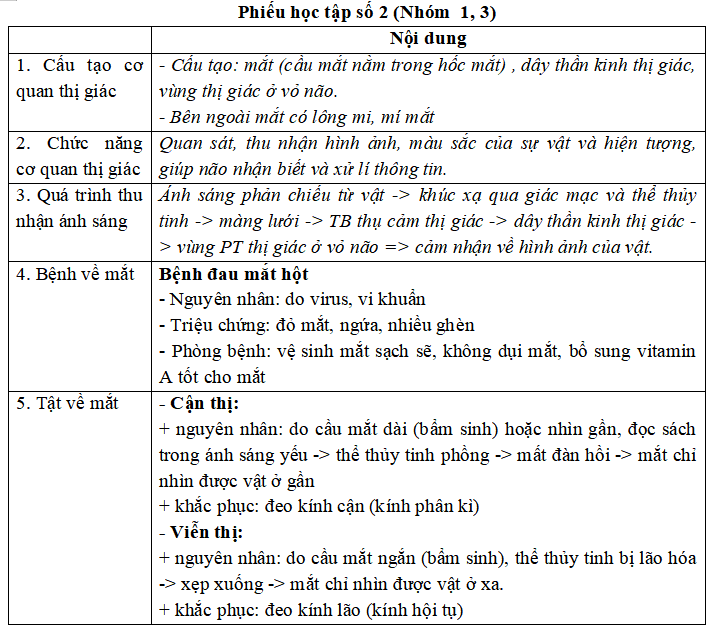 Phiếu học tập số 2 (Nhóm 1, 3)
Nội dung
1. Cấu tạo cơ quan thị giác
- Cấu tạo: mắt (cầu mắt nằm trong hốc mắt) , dây thần kinh thị giác,
vùng thị giác ở vỏ não.
- Bên ngoài mắt có lông mi, mí mắt
2. Chức năng cơ quan thị giác
Quan sát, thu nhận hình ảnh, màu sắc của sự vật và hiện tượng,
giúp não nhận biết và xử lí thông tin.
3. Quá trình thu nhận ánh sáng
Ánh sáng phản chiếu từ vật -> khúc xạ qua giác mạc và thể thủy
tinh -> màng lưới -> TB thụ cảm thị giác -> dây thần kinh thị giác -
> vùng PT thị giác ở vỏ não => cảm nhận về hình ảnh của vật.
4. Bệnh về mắt
Bệnh đau mắt hột
- Nguyên nhân: do virus, vi khuẩn
- Triệu chứng: đỏ mắt, ngứa, nhiều ghèn
- Phòng bệnh: vệ sinh mắt sạch sẽ, không dụi mắt, bổ sung vitamin
A tốt cho mắt
5. Tật về mắt
- Cận thị:
+ nguyên nhân: do cầu mắt dài (bẩm sinh) hoặc nhìn gần, đọc sách
trong ánh sáng yếu -> thể thủy tinh phồng -> mất đàn hồi -> mắt chỉ
nhìn được vật ở gần
+ khắc phục: đeo kính cận (kính phân kì)
- Viễn thị:
+ nguyên nhân: do cầu mắt ngắn (bẩm sinh), thể thủy tinh bị lão hóa
-> xẹp xuống -> mắt chỉ nhìn được vật ở xa.
+ khắc phục: đeo kính lão (kính hội tụ)